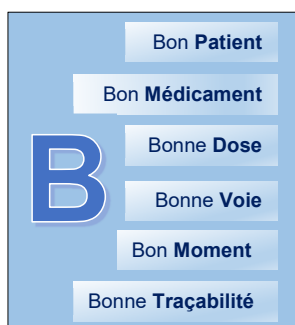 Bon Patient
Bon Médicament
Bonne Dose
B
Bonne Voie
Bon Moment
Bonne Traçabilité